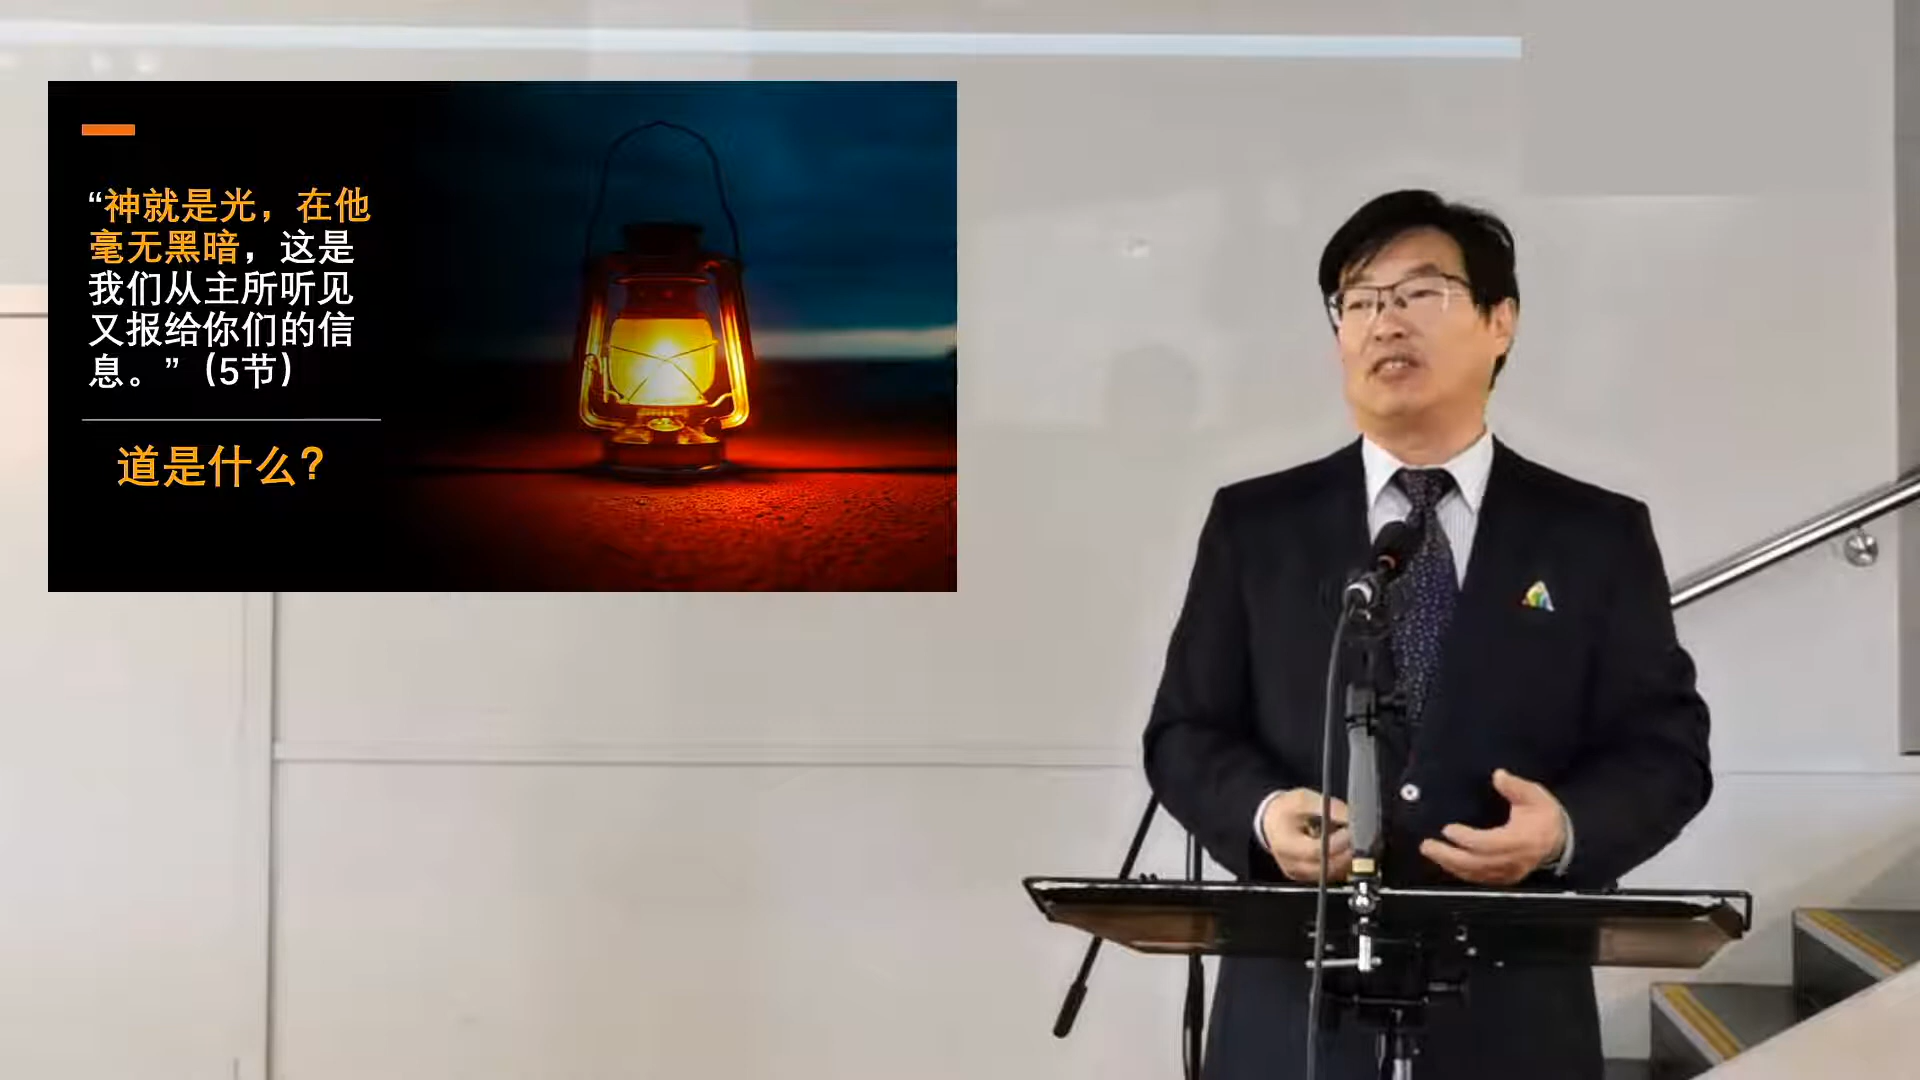 “神就是光，在他
毫无黑暗，这是
我们从主所听见
又报给你们的信
息。”（5节）
道是什么？